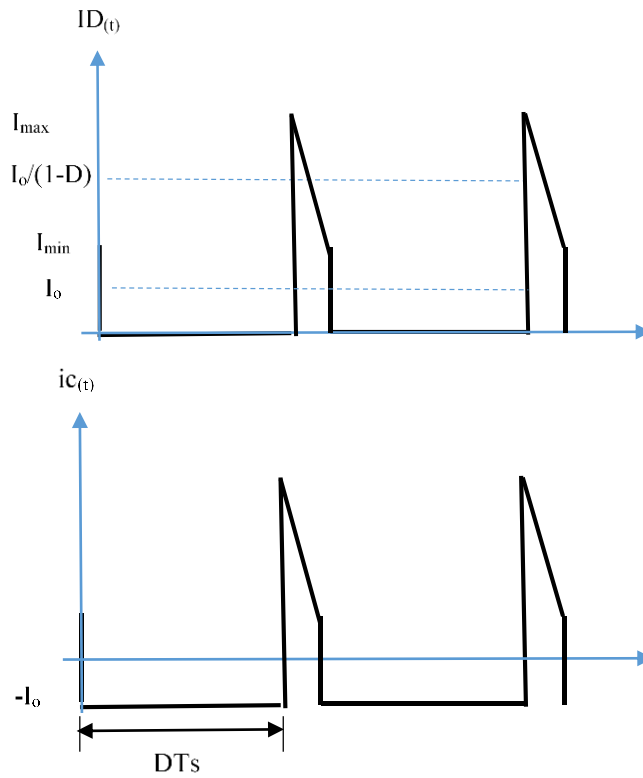 ID(t)
Imax
Io/(1-D)
Imin
Io
ic(t)
-Io
DTs